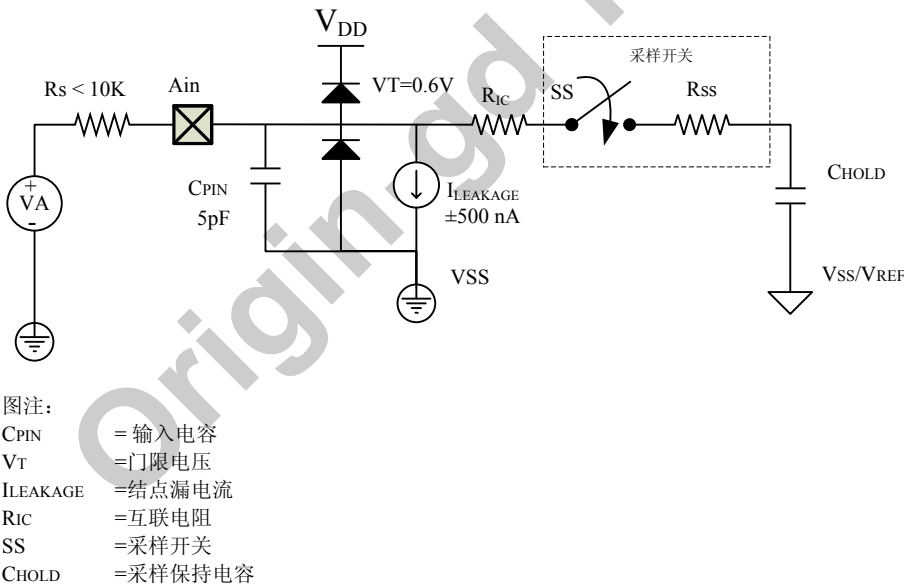 VDD
采样开关
Rs < 10K
Ain
VT=0.6V
RIC
SS
Rss
+
VA
-
CPIN
5pF
ILEAKAGE
±500 nA
CHOLD
VSS
VSS/VREF
Origin-gd
图注：
CPIN = 输入电容
VT =门限电压
ILEAKAGE =结点漏电流
RIC =互联电阻
SS =采样开关
CHOLD =采样保持电容